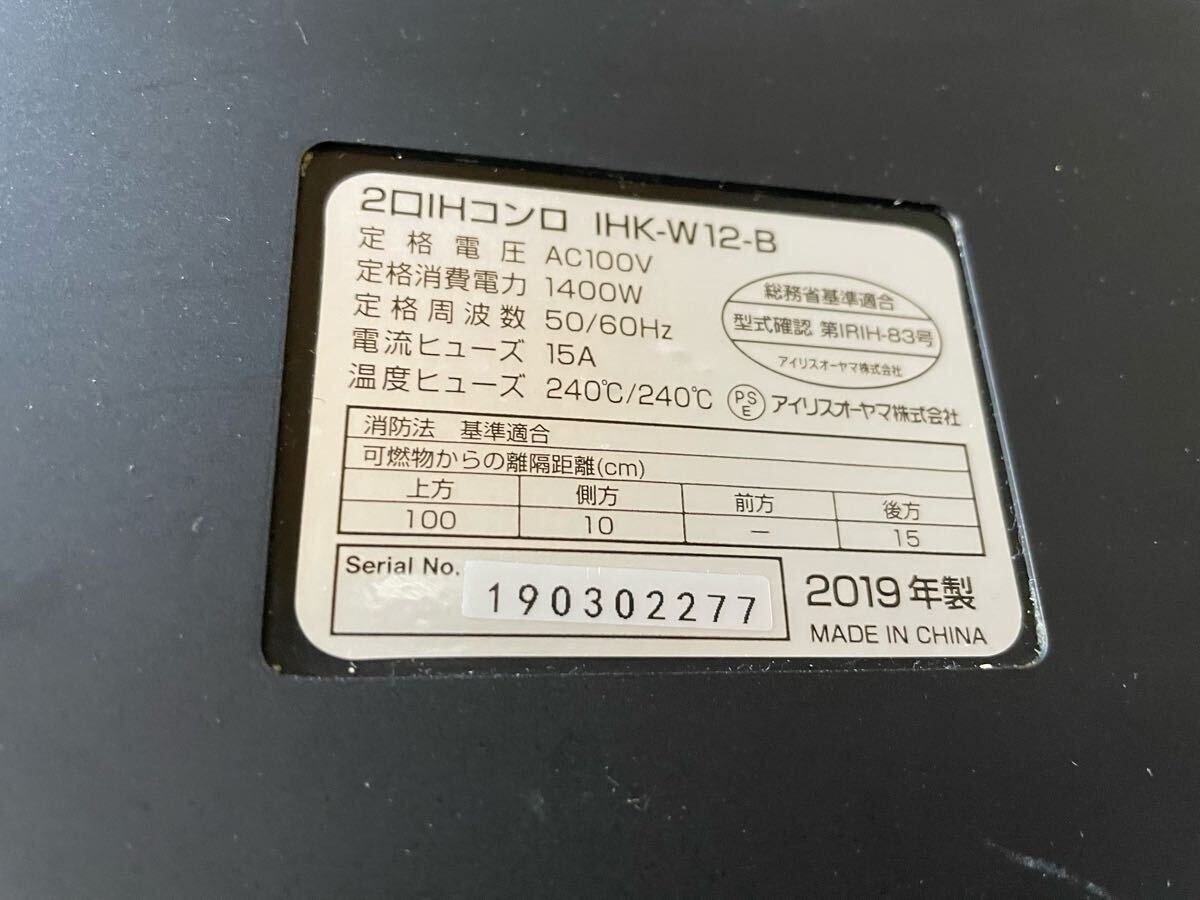 2口IHコンロ IHK-W12-B
定格電圧 AC100V
定格消費電力 1400W
定格周波数 50/60Hz
電流ヒューズ 15A
温度ヒューズ 240℃/240℃
総務省基準適合
型式確認 第IRIH-83号
アイリスオーヤマ株式会社
PSE アイリスオーヤマ株式会社
消防法 基準適合
可燃物からの離隔距離(cm)
上方 側方 前方 後方
100 10 — 15
Serial No. 190302277
2019年製
MADE IN CHINA